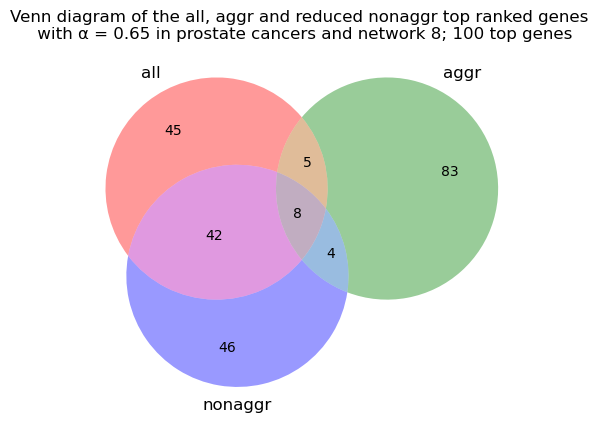 Venn diagram of the all, aggr and reduced nonaggr top ranked genes
with α = 0.65 in prostate cancers and network 8; 100 top genes
all
aggr
45
5
83
8
42
4
46
nonaggr